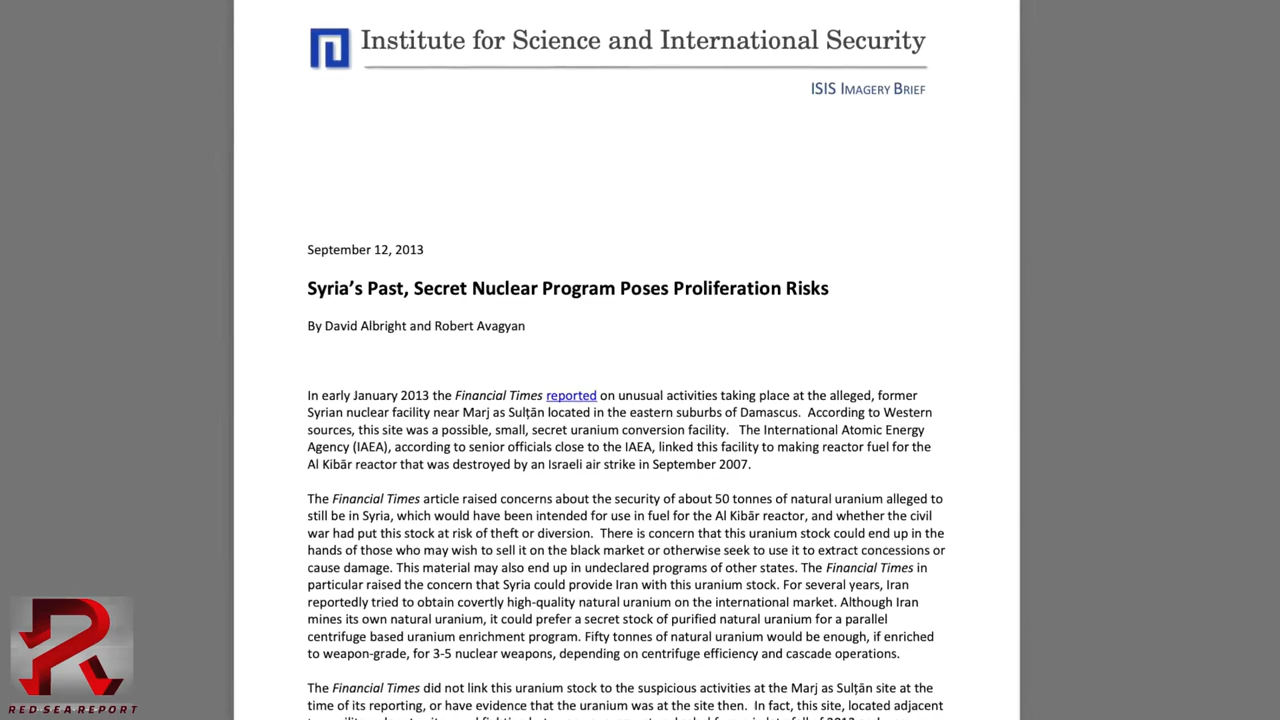 Institute for Science and International Security
ISIS IMAGERY BRIEF
September 12, 2013
Syria’s Past, Secret Nuclear Program Poses Proliferation Risks
By David Albright and Robert Avagyan
In early January 2013 the Financial Times reported on unusual activities taking place at the alleged, former
Syrian nuclear facility near Marj as Sulţān located in the eastern suburbs of Damascus. According to Western
sources, this site was a possible, small, secret uranium conversion facility. The International Atomic Energy
Agency (IAEA), according to senior officials close to the IAEA, linked this facility to making reactor fuel for the
Al Kibār reactor that was destroyed by an Israeli air strike in September 2007.
The Financial Times article raised concerns about the security of about 50 tonnes of natural uranium alleged to
still be in Syria, which would have been intended for use in fuel for the Al Kibār reactor, and whether the civil
war had put this stock at risk of theft or diversion. There is concern that this uranium stock could end up in the
hands of those who may wish to sell it on the black market or otherwise seek to use it to extract concessions or
cause damage. This material may also end up in undeclared programs of other states. The Financial Times in
particular raised the concern that Syria could provide Iran with this uranium stock. For several years, Iran
reportedly tried to obtain covertly high-quality natural uranium on the international market. Although Iran
mines its own natural uranium, it could prefer a secret stock of purified natural uranium for a parallel
centrifuge based uranium enrichment program. Fifty tonnes of natural uranium would be enough, if enriched
to weapon-grade, for 3-5 nuclear weapons, depending on centrifuge efficiency and cascade operations.
The Financial Times did not link this uranium stock to the suspicious activities at the Marj as Sulţān site at the
time of its reporting, or have evidence that the uranium was at the site then. In fact, this site, located adjacent
RED SEA REPORT